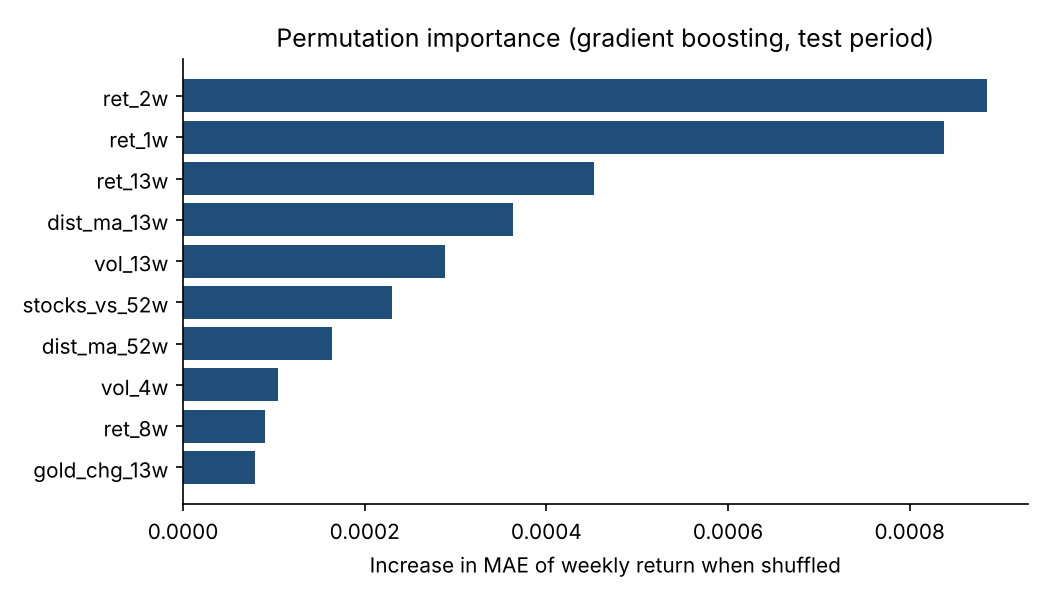 Permutation importance (gradient boosting, test period)
ret_2w
ret_1w
ret_13w
dist_ma_13w
vol_13w
stocks_vs_52w
dist_ma_52w
vol_4w
ret_8w
gold_chg_13w
0.0000 0.0002 0.0004 0.0006 0.0008
Increase in MAE of weekly return when shuffled